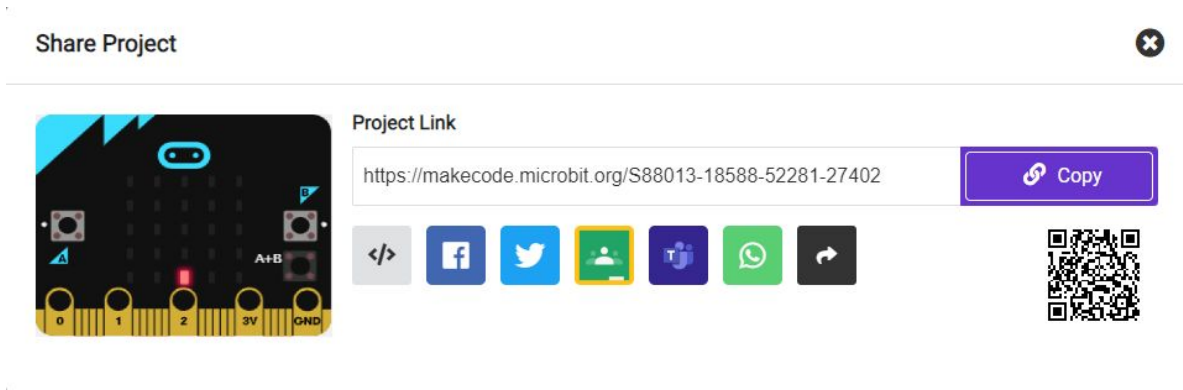 Share Project
Project Link
https://makecode.microbit.org/S88013-18588-52281-27402
Copy
B
A
A+B
0 1 2 3V GND